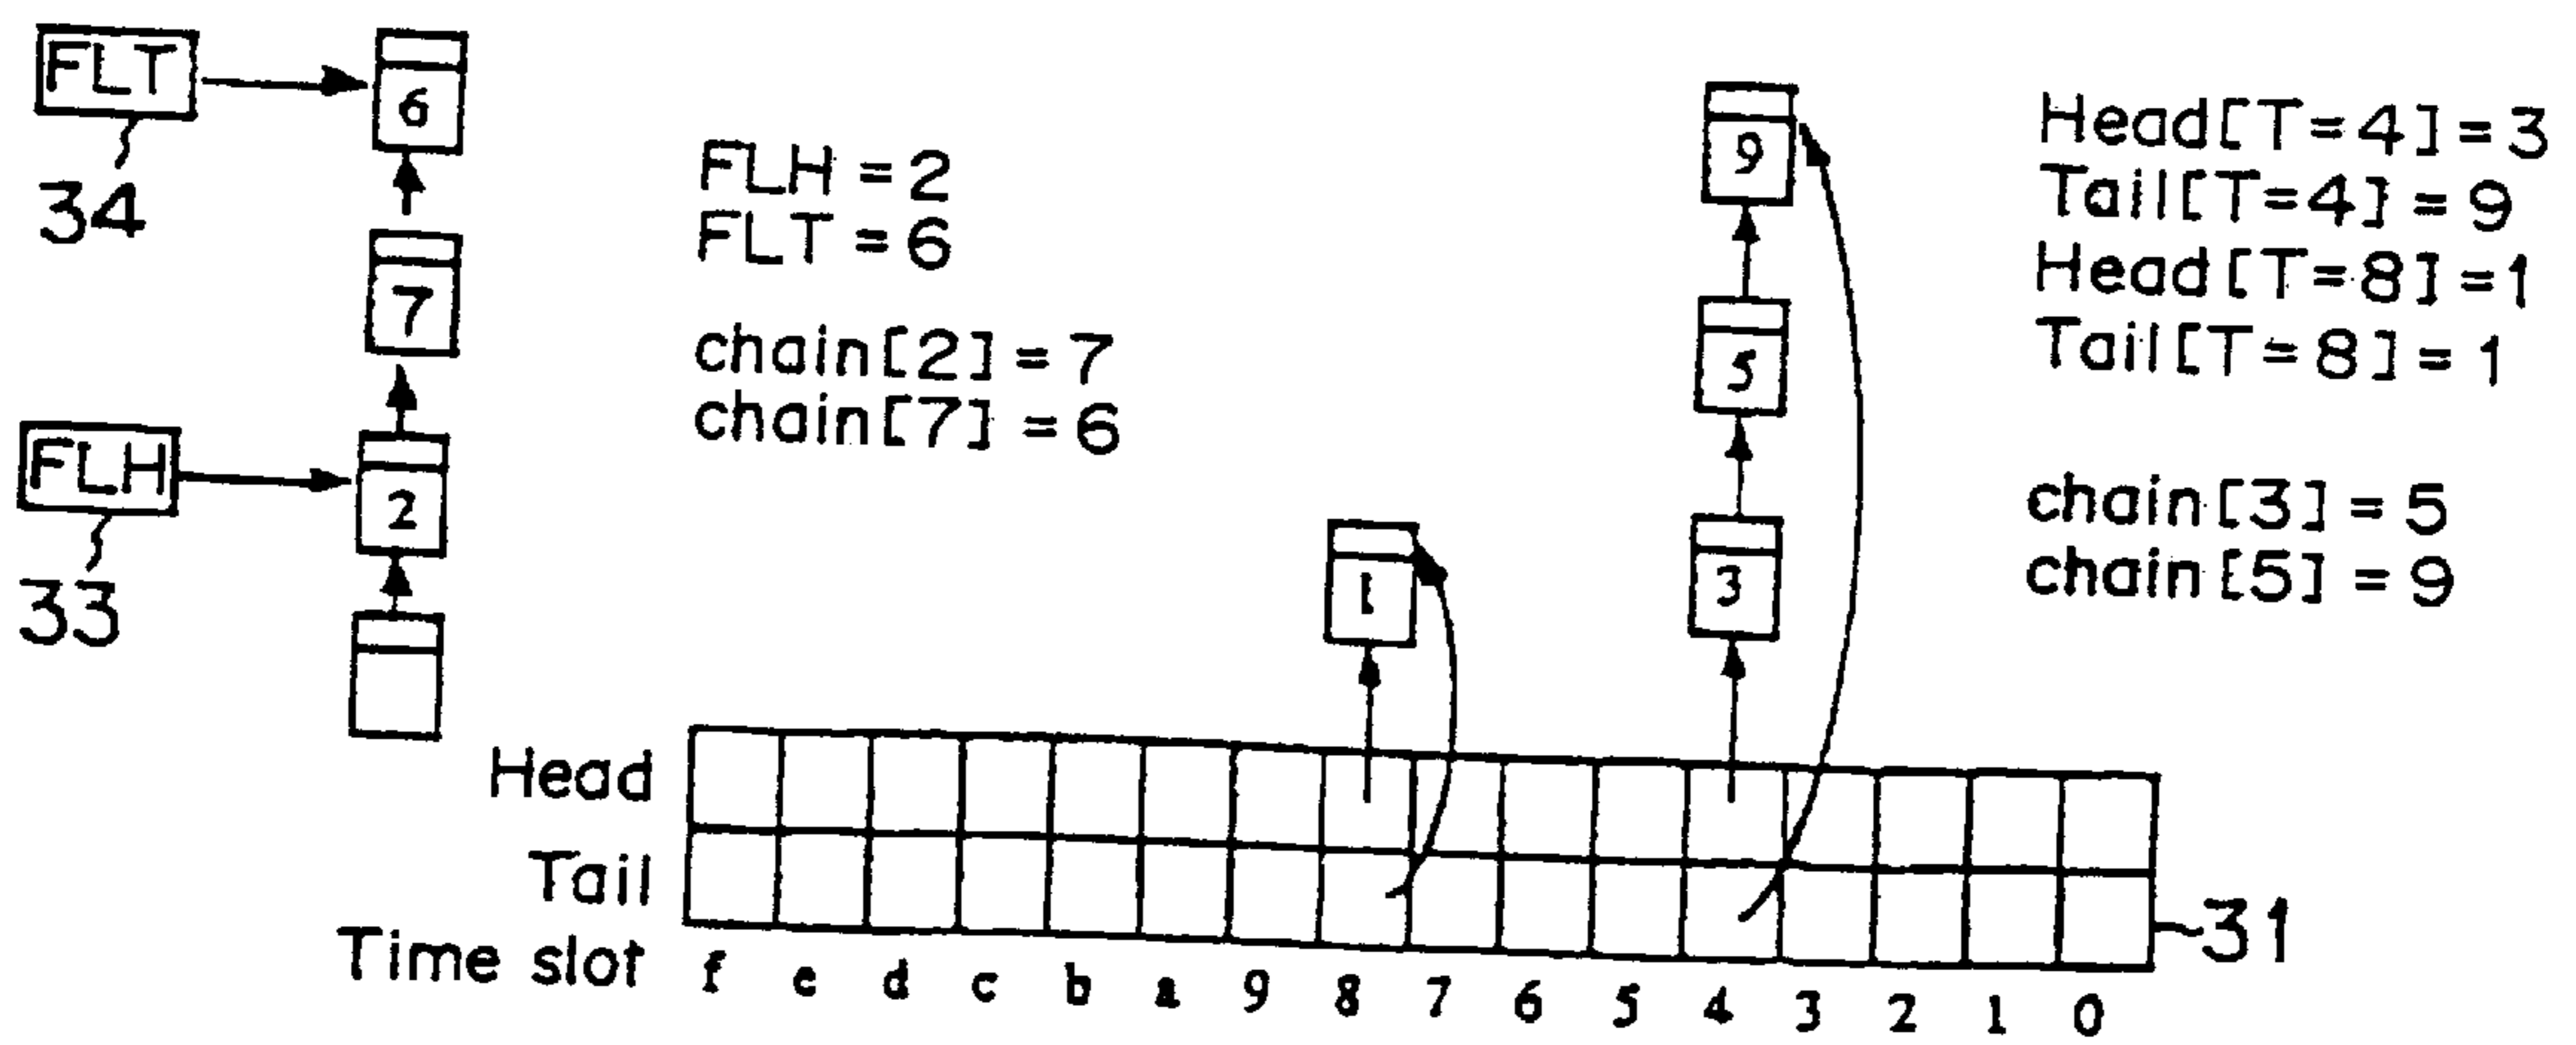 FLT
34
6
7
FLH
33
2
FLH = 2
FLT = 6
chain[2] = 7
chain[7] = 6
1
9
5
3
Head[T=4] = 3
Tail[T=4] = 9
Head[T=8] = 1
Tail[T=8] = 1
chain[3] = 5
chain[5] = 9
Head
Tail
Time slot
f e d c b a 9 8 7 6 5 4 3 2 1 0
31